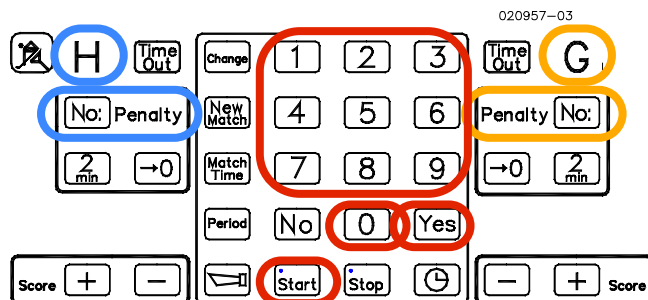 020957-03
H Time Out Change 1 2 3 Time Out G
No: Penalty New Match 4 5 6 Penalty No:
2 min →0 Match Time 7 8 9 →0 2 min
Period No 0 Yes
Score + − Start Stop − + Score